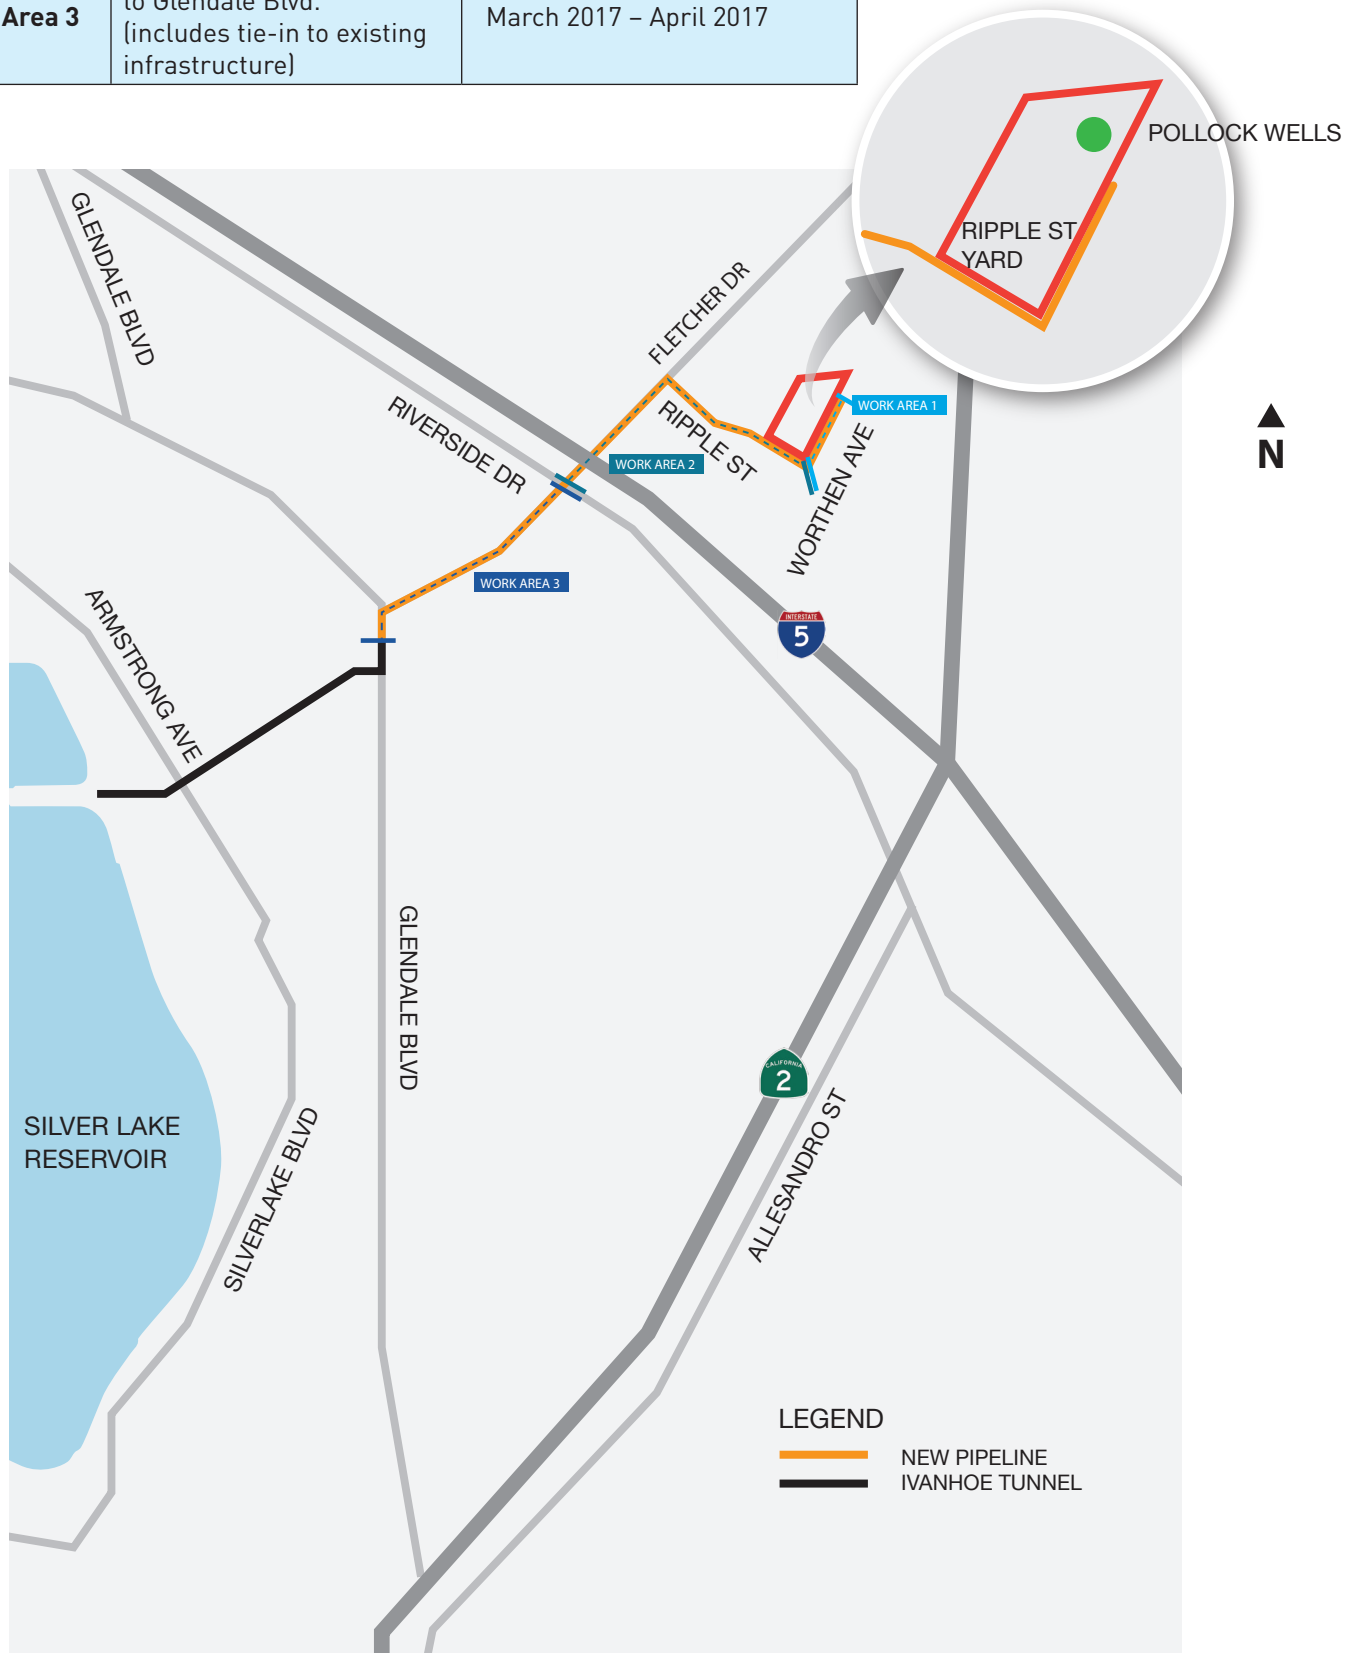 to Glendale Blvd.
Area 3
(includes tie-in to existing
infrastructure)
March 2017 – April 2017
POLLOCK WELLS
RIPPLE ST
YARD
GLENDALE BLVD
FLETCHER DR
RIVERSIDE DR
RIPPLE ST
WORK AREA 1
WORK AREA 2
WORTHEN AVE
N
WORK AREA 3
ARMSTRONG AVE
INTERSTATE
5
GLENDALE BLVD
CALIFORNIA
2
SILVER LAKE
RESERVOIR
SILVERLAKE BLVD
ALLESANDRO ST
LEGEND
NEW PIPELINE
IVANHOE TUNNEL